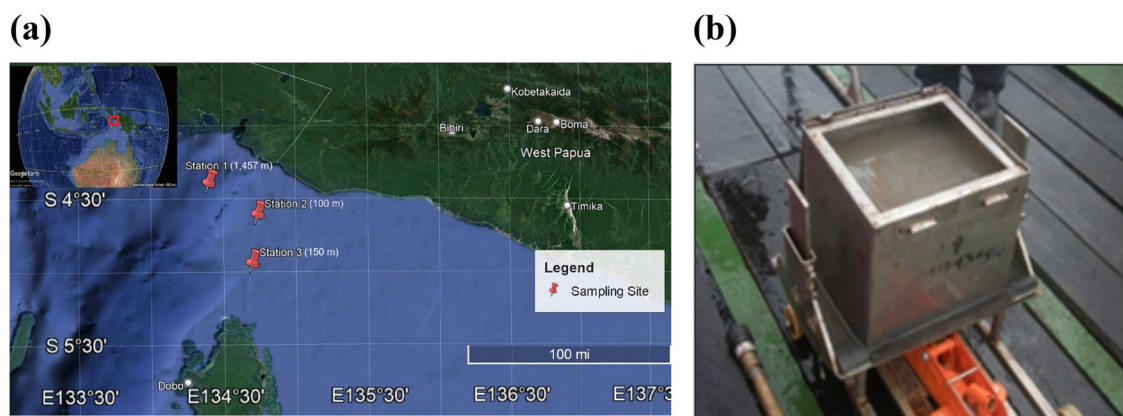 (a)
(b)
Kobetakaida
Bibiri
Dara
Boma
West Papua
Station 1 (1,457 m)
GoogleEarth
S 4°30'
Station 2 (100 m)
Timika
Station 3 (150 m)
Legend
Sampling Site
S 5°30'
100 mi
Dobo
E133°30'
E134°30'
E135°30'
E136°30'
E137°3